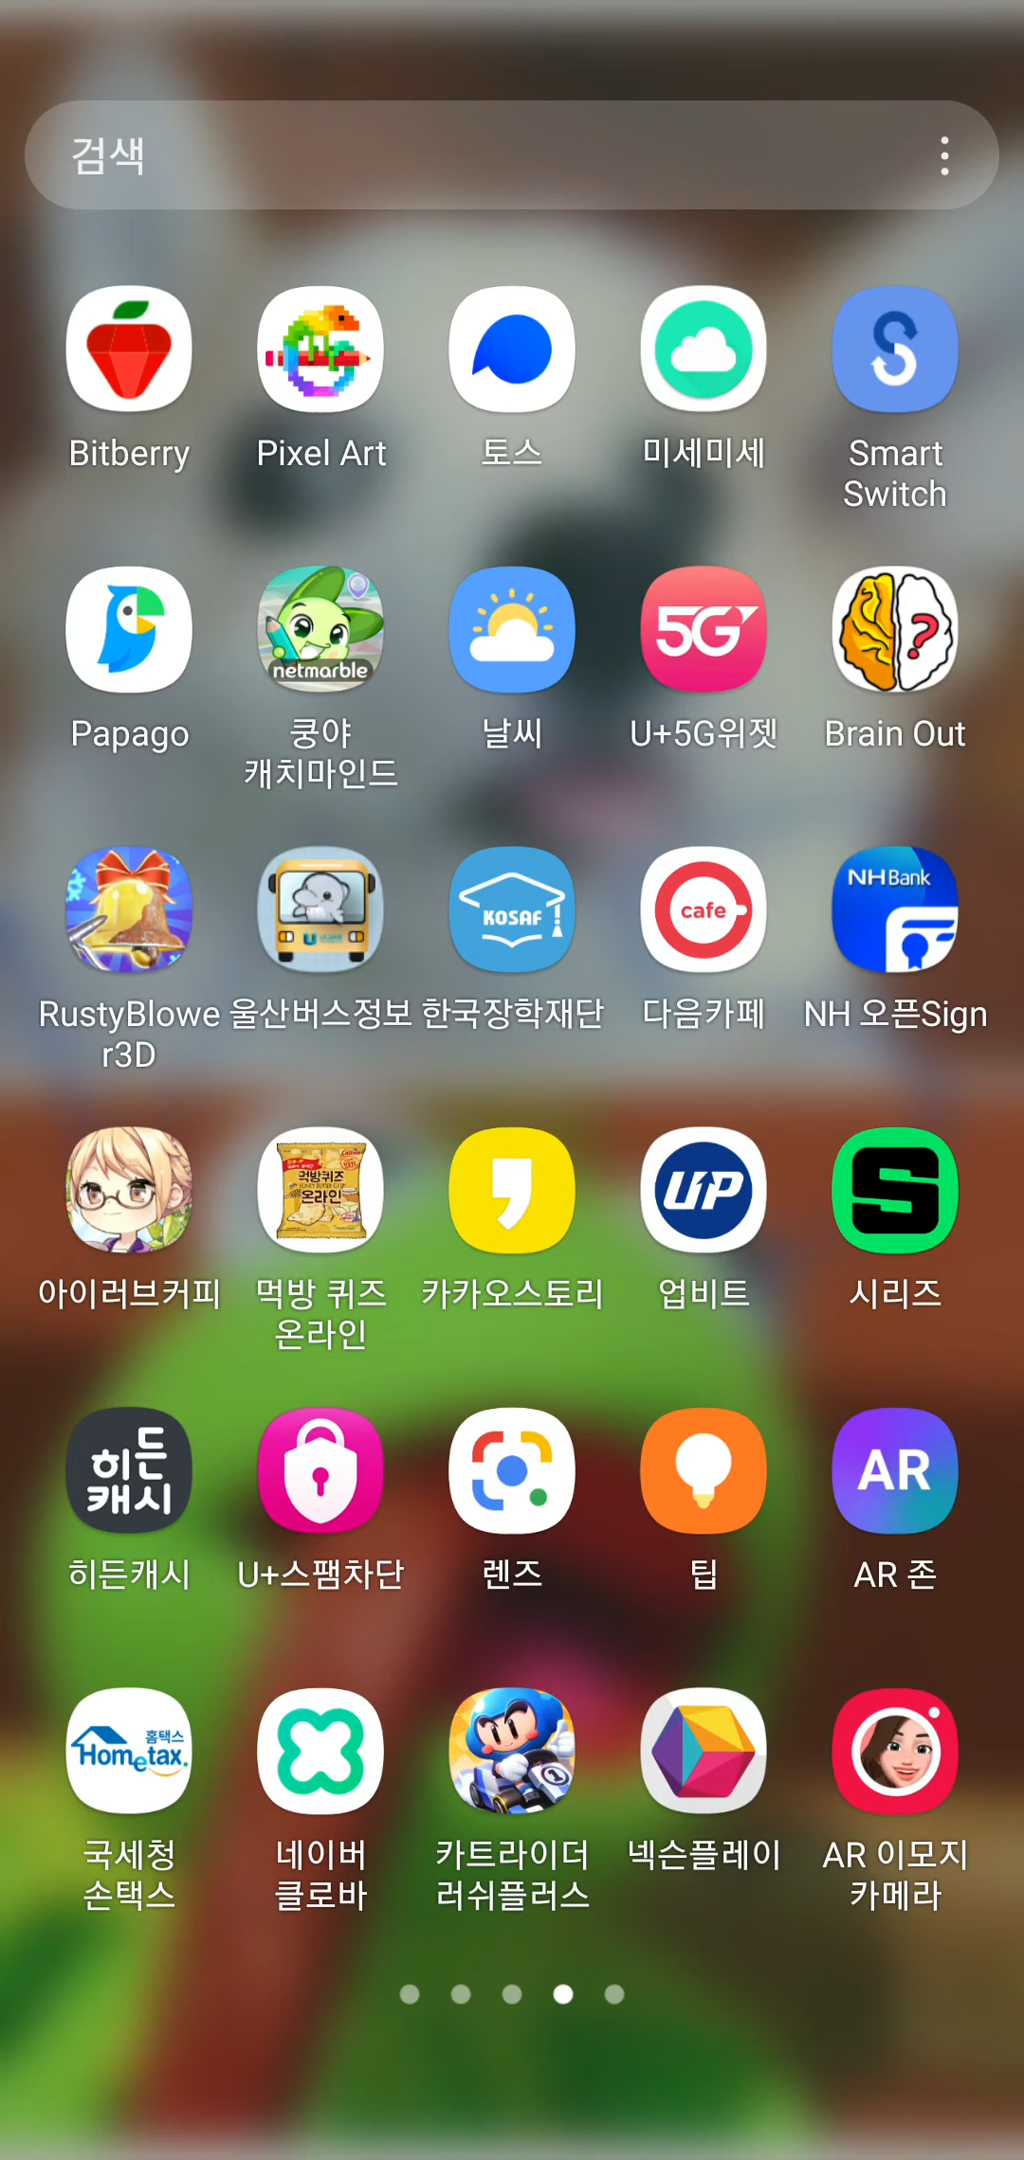 검색
Bitberry
Pixel Art
토스
미세미세
Smart
Switch
netmarble
5G
Papago
쿵야
캐치마인드
날씨
U+5G위젯
Brain Out
KOSAF
cafe
NH Bank
RustyBlowe
r3D
울산버스정보
한국장학재단
다음카페
NH 오픈Sign
먹방퀴즈
온라인
UP
S
아이러브커피
먹방 퀴즈
온라인
카카오스토리
업비트
시리즈
히든
캐시
AR
히든캐시
U+스팸차단
렌즈
팁
AR 존
홈택스
Hometax.
1
국세청
손택스
네이버
클로바
카트라이더
러쉬플러스
넥슨플레이
AR 이모지
카메라